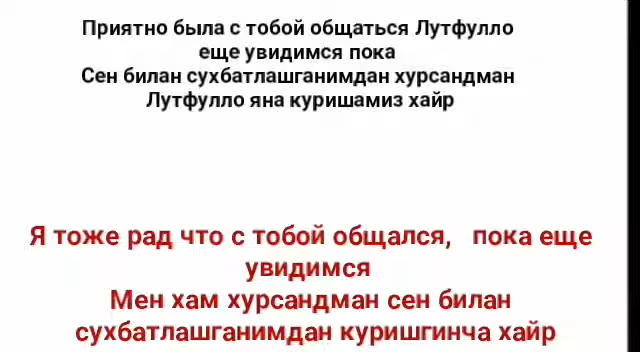 Приятно была с тобой общаться Лутфулло
еще увидимся пока
Сен билан сухбатлашганимдан хурсандман
Лутфулло яна куришамиз хайр
Я тоже рад что с тобой общался, пока еще
увидимся
Мен хам хурсандман сен билан
сухбатлашганимдан куришгинча хайр